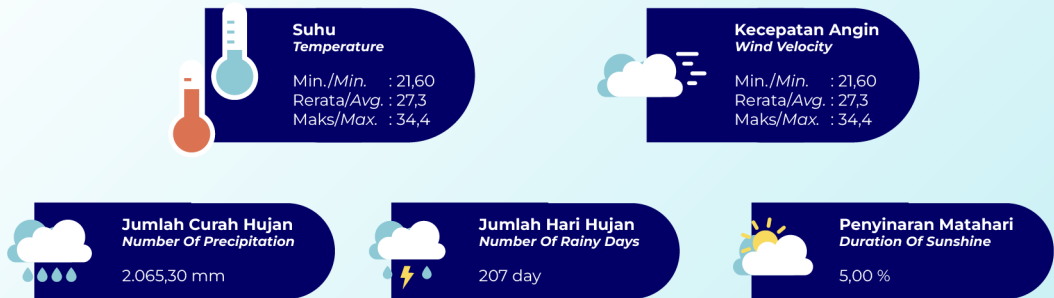 Suhu
Temperature
Min./Min. : 21,60
Rerata/Avg. : 27,3
Maks/Max. : 34,4
Kecepatan Angin
Wind Velocity
Min./Min. : 21,60
Rerata/Avg. : 27,3
Maks/Max. : 34,4
Jumlah Curah Hujan
Number Of Precipitation
2.065,30 mm
Jumlah Hari Hujan
Number Of Rainy Days
207 day
Penyinaran Matahari
Duration Of Sunshine
5,00 %